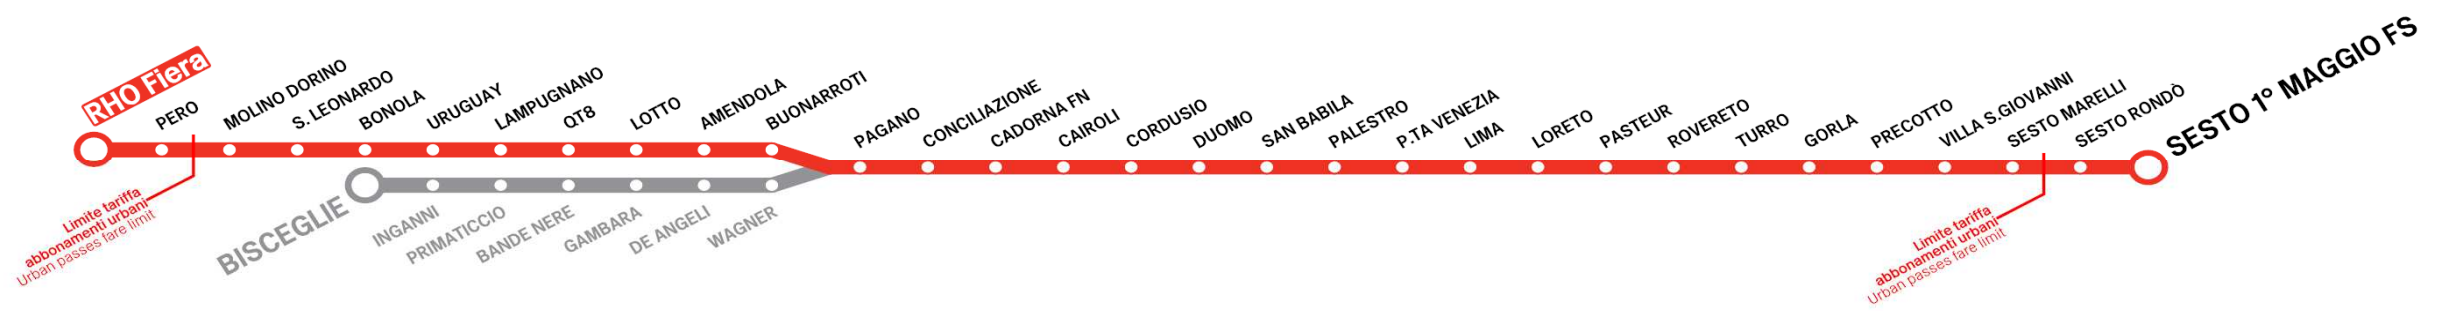 RHO Fiera
PERO
MOLINO DORINO
S. LEONARDO
BONOLA
URUGUAY
LAMPUGNANO
QT8
LOTTO
AMENDOLA
BUONARROTI
PAGANO
CONCILIAZIONE
CADORNA FN
CAIROLI
CORDUSIO
DUOMO
SAN BABILA
PALESTRO
P.TA VENEZIA
LIMA
LORETO
PASTEUR
ROVERETO
TURRO
GORLA
PRECOTTO
VILLA S.GIOVANNI
SESTO MARELLI
SESTO RONDÒ
SESTO 1° MAGGIO FS
Limite tariffa
abbonamenti urbani
Urban passes fare limit
BISCEGLIE
INGANNI
PRIMATICCIO
BANDE NERE
GAMBARA
DE ANGELI
WAGNER
Limite tariffa
abbonamenti urbani
Urban passes fare limit